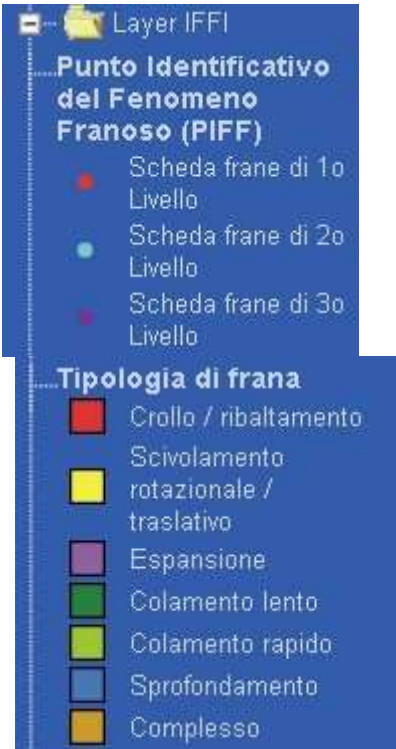 Layer IFFI
Punto Identificativo
del Fenomeno
Franoso (PIFF)
Scheda frane di 1o
Livello
Scheda frane di 2o
Livello
Scheda frane di 3o
Livello
Tipologia di frana
Crollo / ribaltamento
Scivolamento
rotazionale /
traslativo
Espansione
Colamento lento
Colamento rapido
Sprofondamento
Complesso